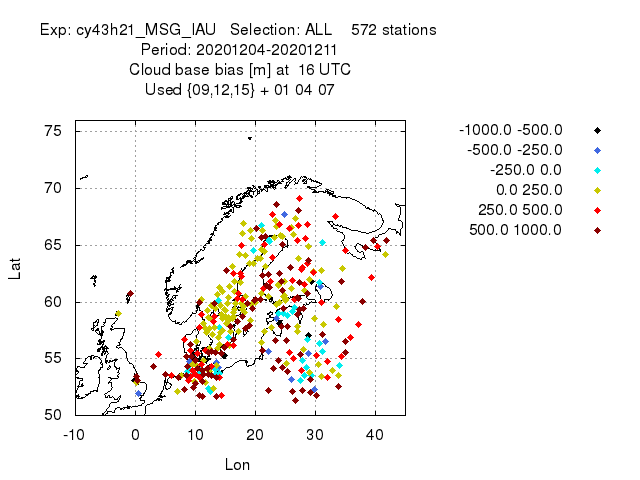 Exp: cy43h21_MSG_IAU   Selection: ALL    572 stations
Period: 20201204-20201211
Cloud base bias [m] at  16 UTC
Used {09,12,15} + 01 04 07
-1000.0 -500.0
-500.0 -250.0
-250.0 0.0
0.0 250.0
250.0 500.0
500.0 1000.0
75
70
65
60
55
50
Lat
-10 0 10 20 30 40
Lon